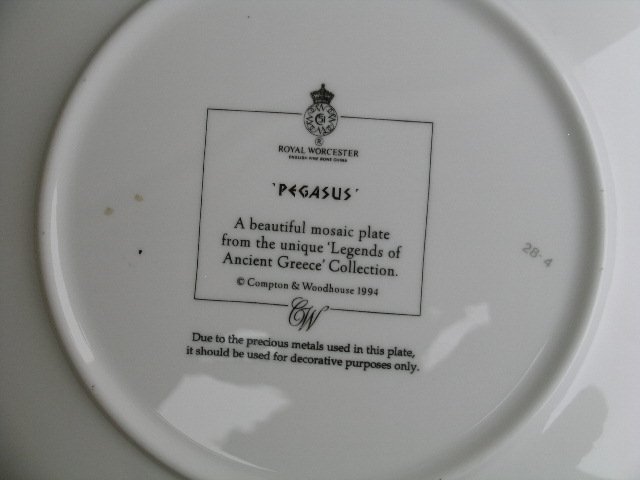 ROYAL WORCESTER
ENGLISH FINE BONE CHINA
'PEGASUS'
A beautiful mosaic plate
from the unique 'Legends of
Ancient Greece' Collection.
© Compton & Woodhouse 1994
CW
Due to the precious metals used in this plate,
it should be used for decorative purposes only.
28-4